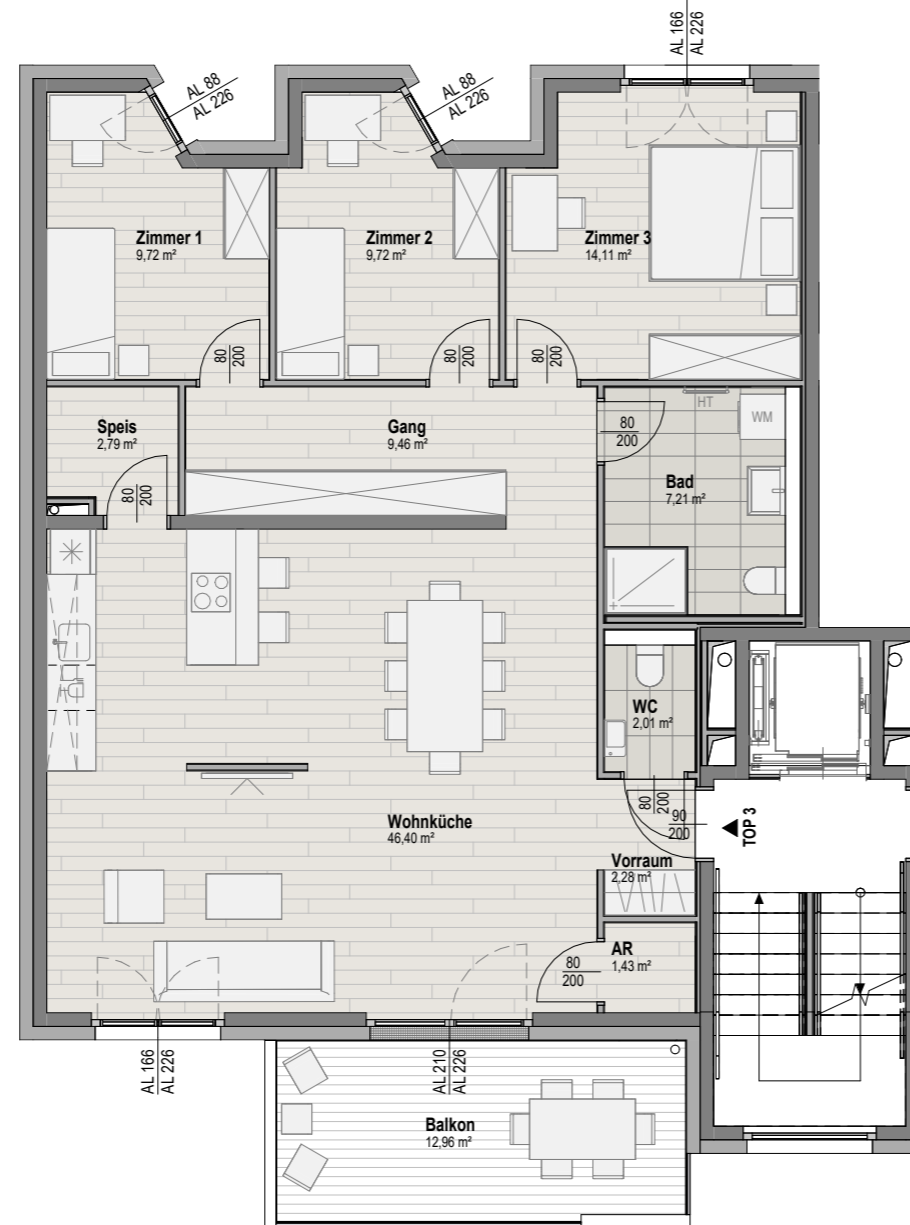 AL 166
AL 226
AL 88
AL 226
AL 88
AL 226
Zimmer 1
9,72 m²
Zimmer 2
9,72 m²
Zimmer 3
14,11 m²
80
200
80
200
80
200
Speis
2,79 m²
Gang
9,46 m²
80
200
HT
WM
Bad
7,21 m²
80
200
WC
2,01 m²
80
200
90
200
TOP 3
Wohnküche
46,40 m²
Vorraum
2,28 m²
AR
1,43 m²
80
200
AL 166
AL 226
AL 210
AL 226
Balkon
12,96 m²